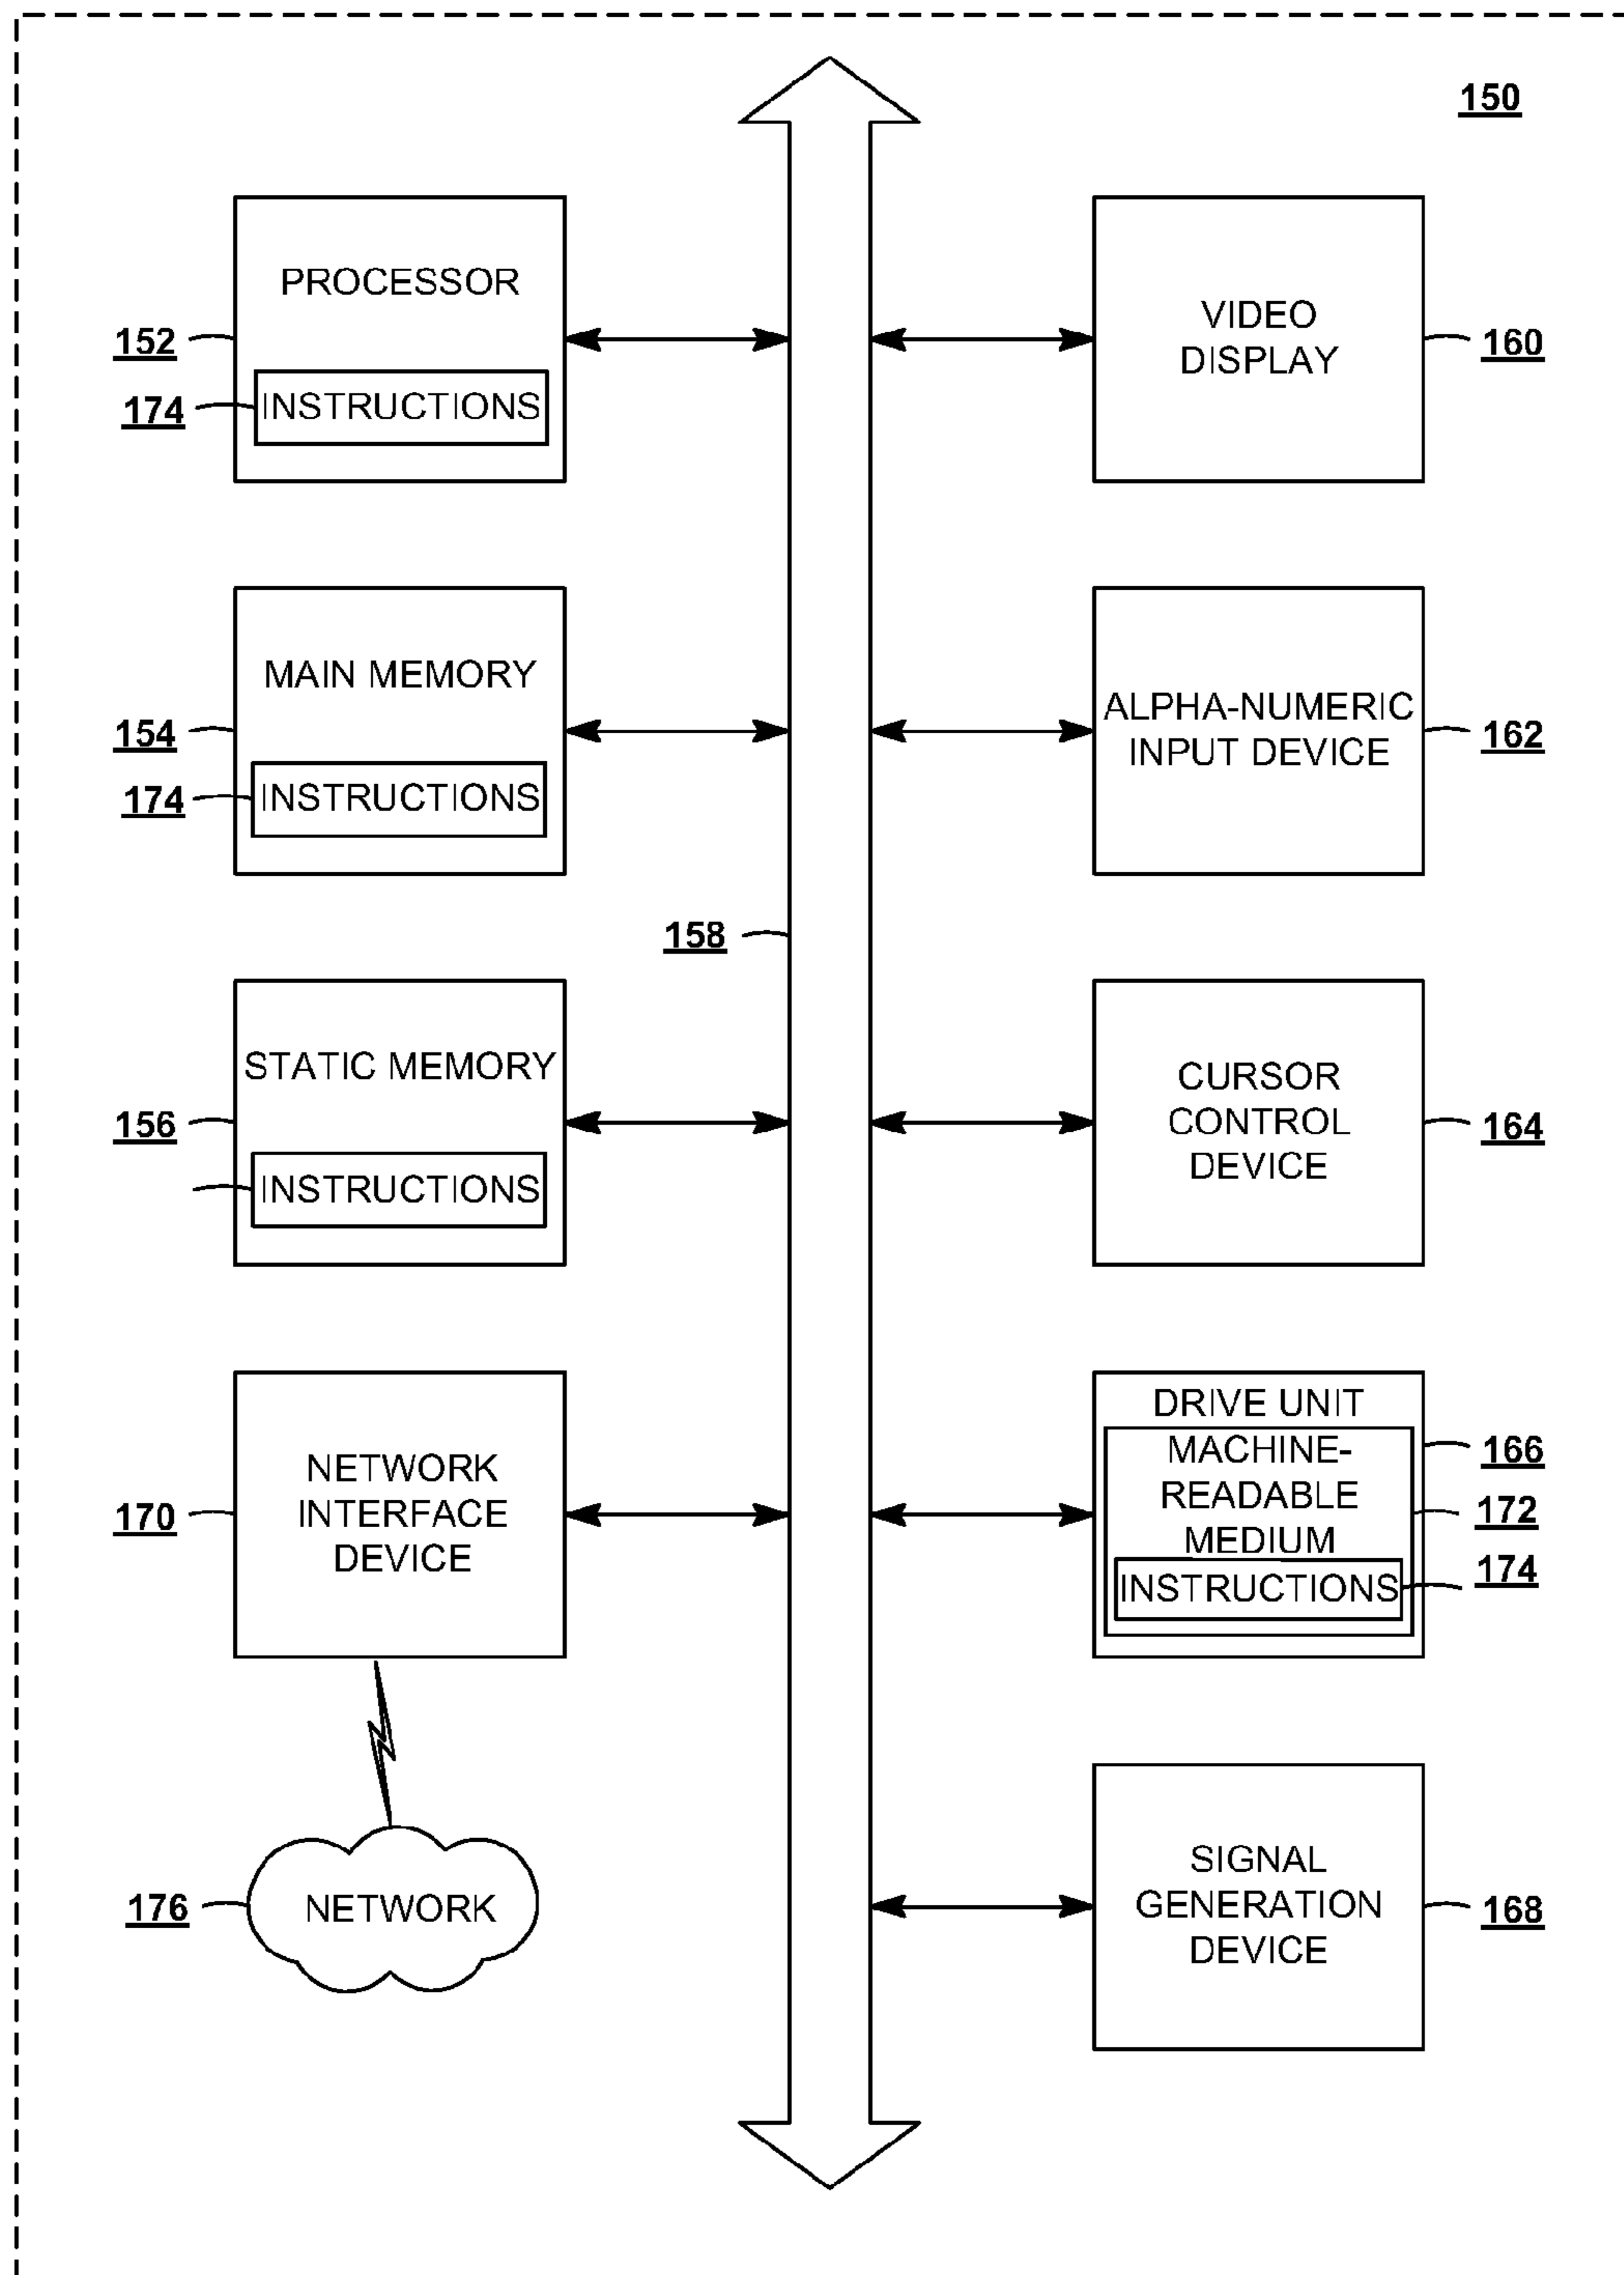 150
PROCESSOR
152
174
INSTRUCTIONS
VIDEO
DISPLAY
160
MAIN MEMORY
154
174
INSTRUCTIONS
ALPHA-NUMERIC
INPUT DEVICE
162
158
STATIC MEMORY
156
INSTRUCTIONS
CURSOR
CONTROL
DEVICE
164
NETWORK
INTERFACE
DEVICE
170
DRIVE UNIT
MACHINE-
READABLE
MEDIUM
INSTRUCTIONS
166
172
174
NETWORK
176
SIGNAL
GENERATION
DEVICE
168